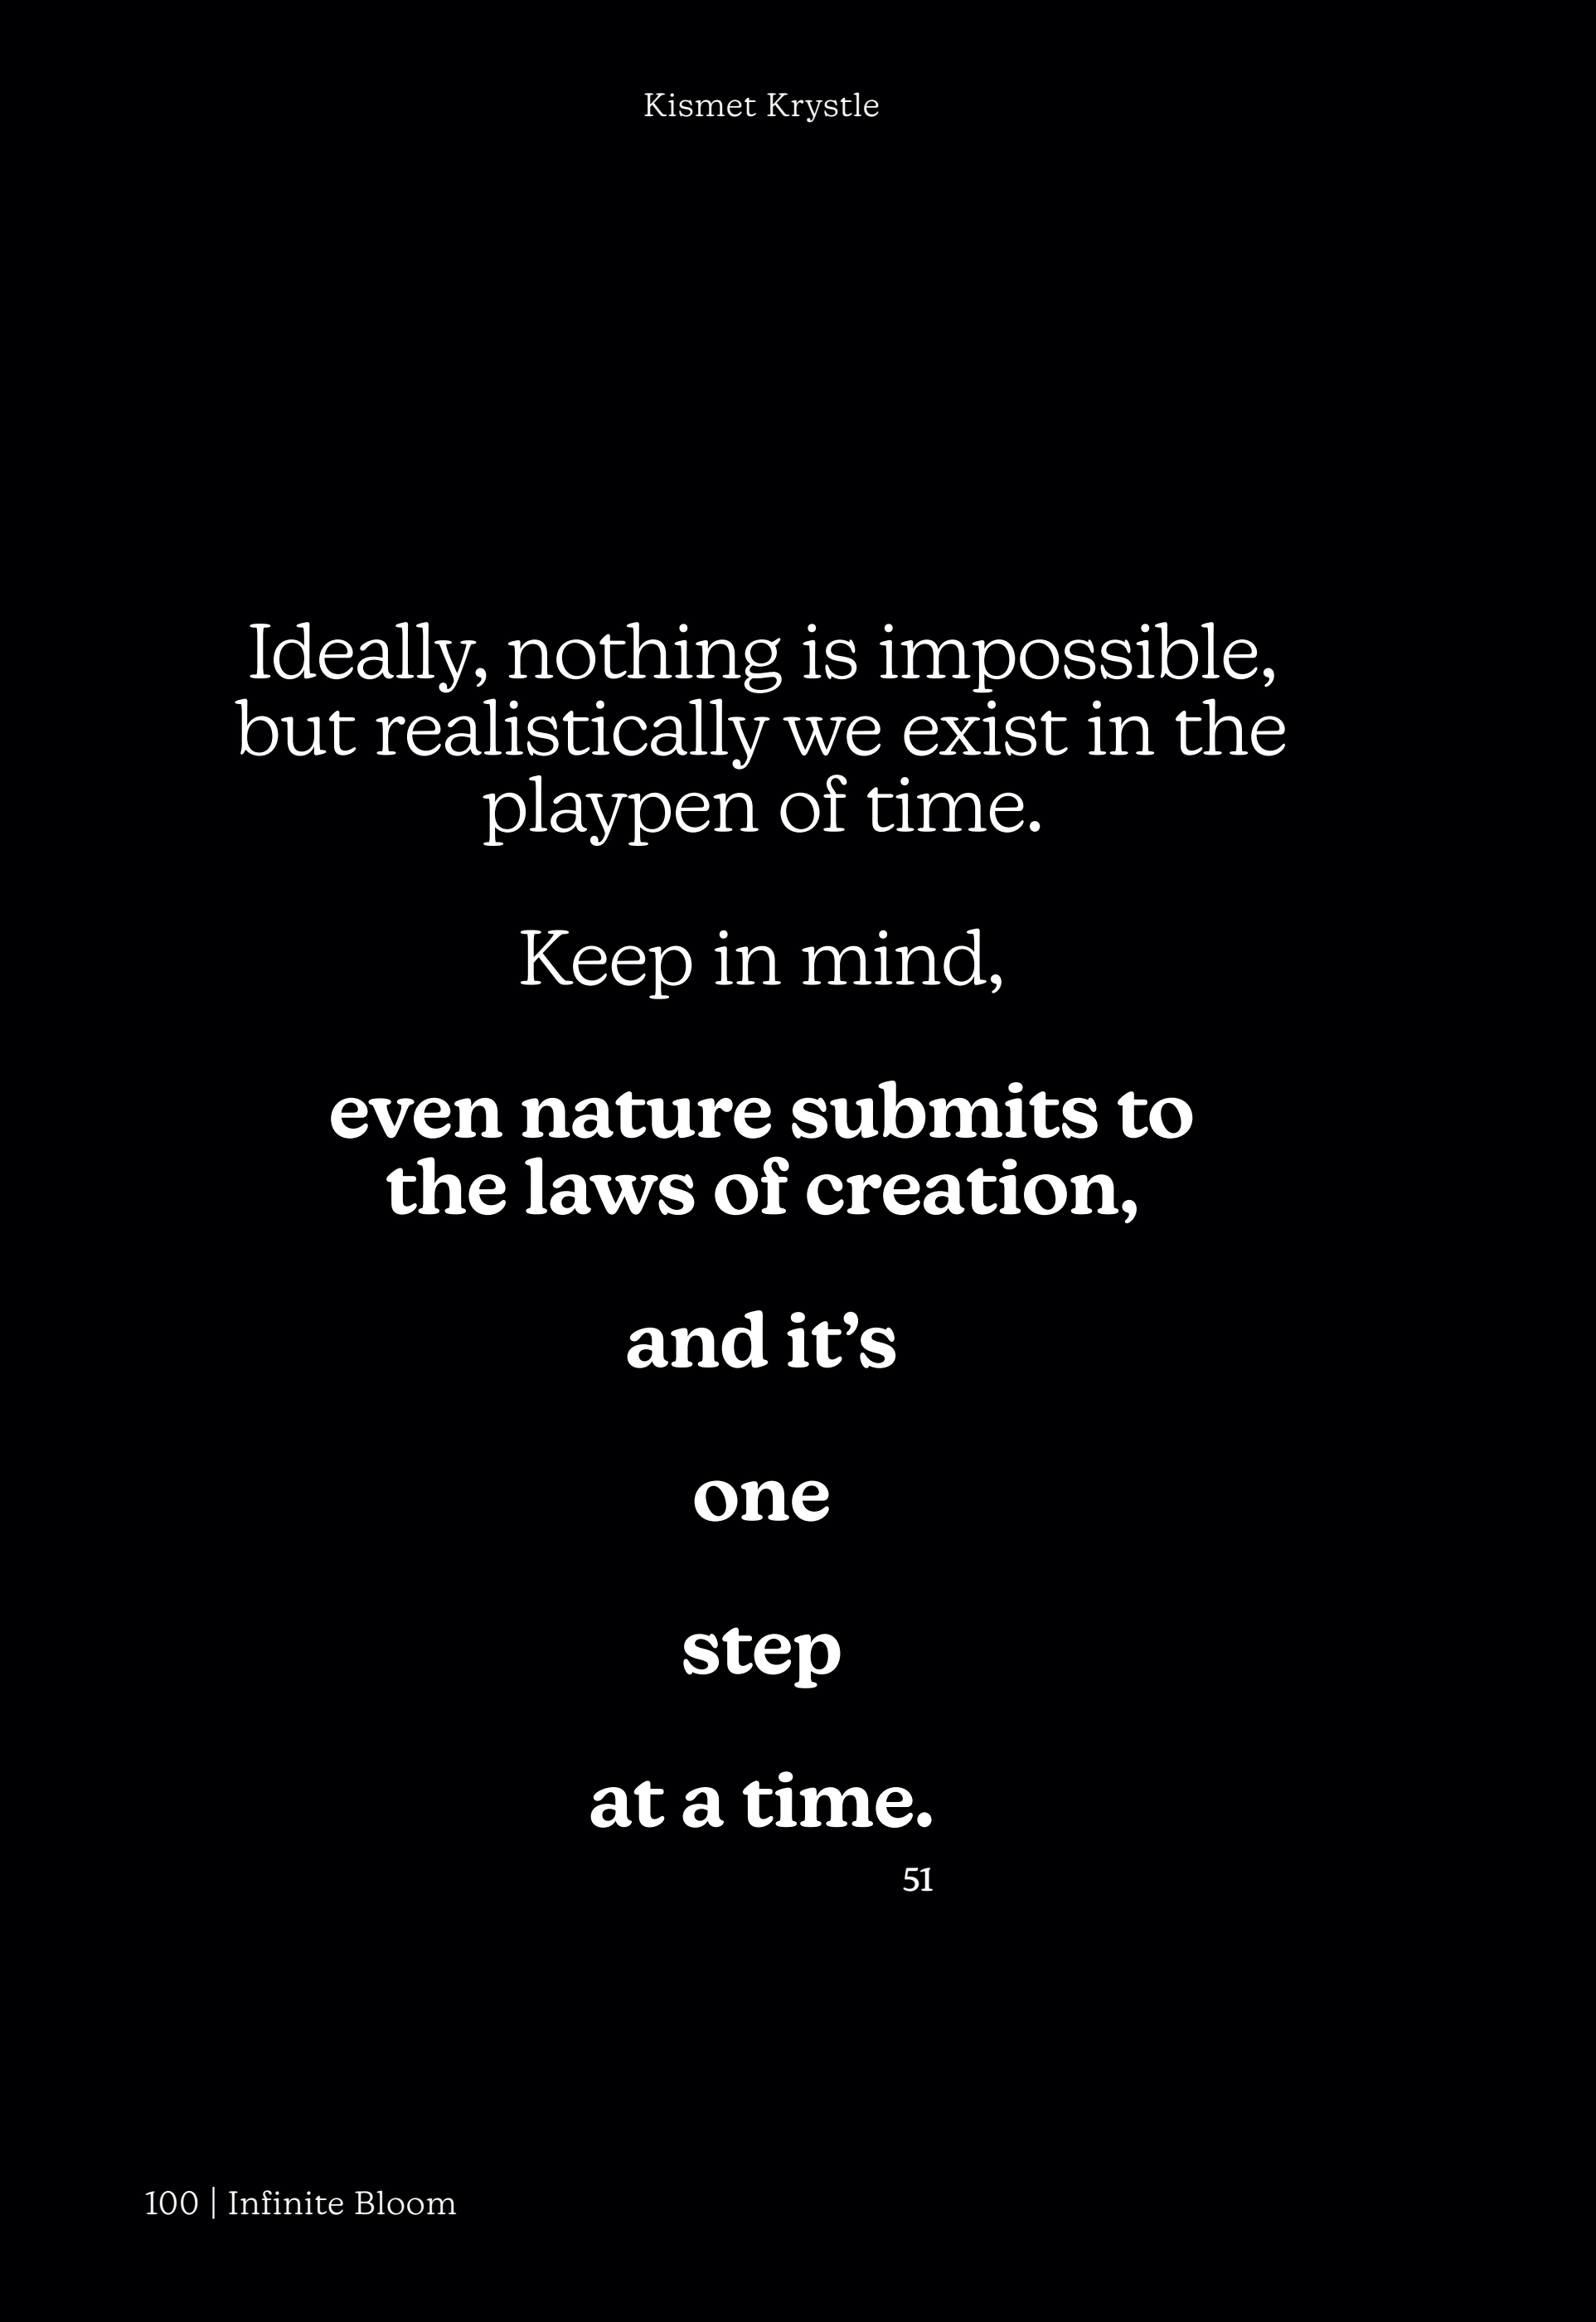 Kismet Krystle
Ideally, nothing is impossible,
but realistically we exist in the
playpen of time.
Keep in mind,
even nature submits to
the laws of creation,
and it’s
one
step
at a time.
51
100 | Infinite Bloom